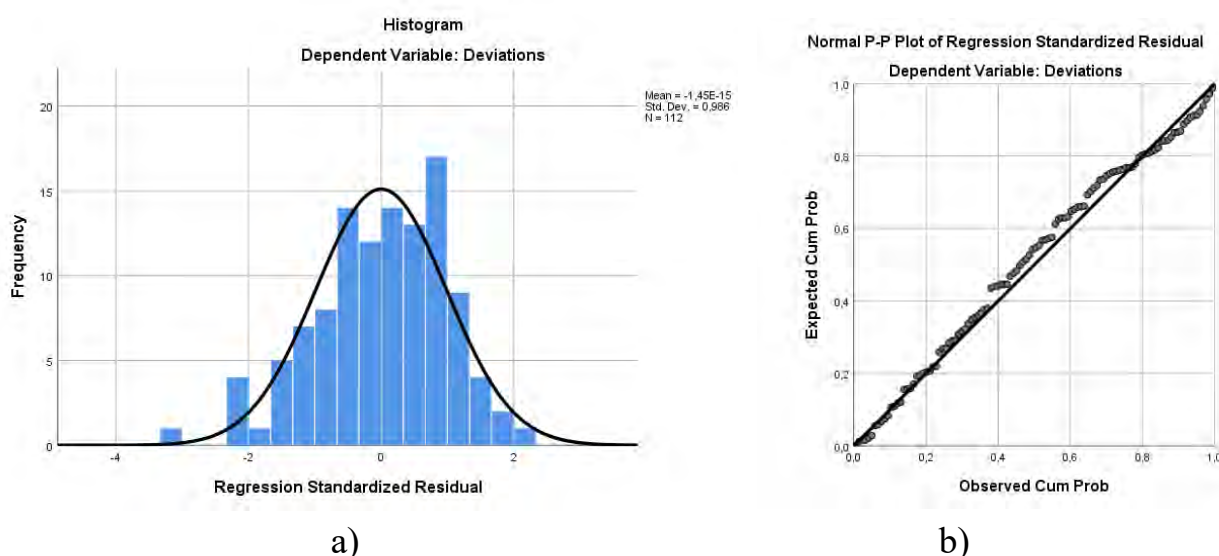 Histogram
Dependent Variable: Deviations
Mean = -1,45E-15
Std. Dev. = 0,986
N = 112
20
15
10
5
0
Frequency
-4
-2
0
2
Regression Standardized Residual
a)
Normal P-P Plot of Regression Standardized Residual
Dependent Variable: Deviations
1,0
0,8
0,6
0,4
0,2
0,0
Expected Cum Prob
0,0
0,2
0,4
0,6
0,8
1,0
Observed Cum Prob
b)